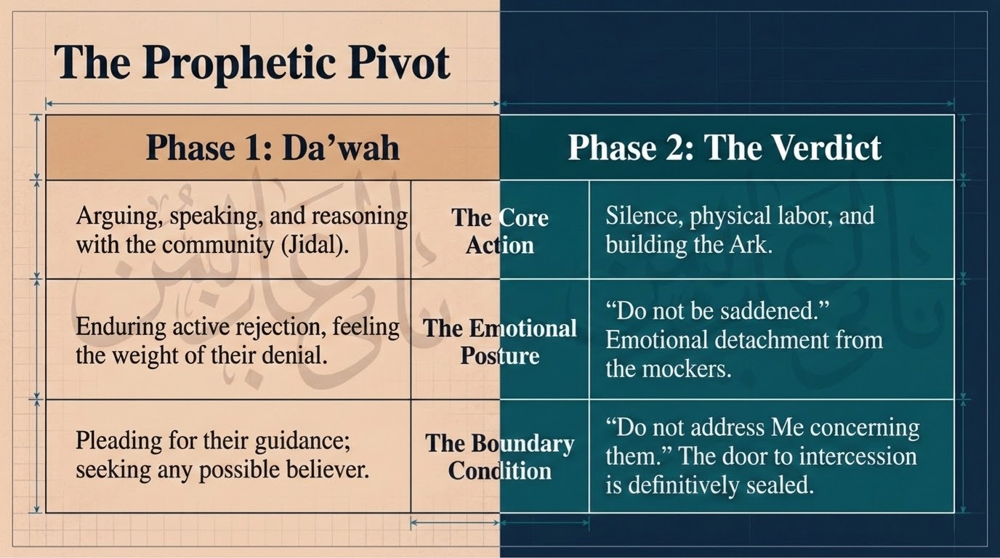 The Prophetic Pivot
Phase 1: Da’wah
Phase 2: The Verdict
Arguing, speaking, and reasoning
with the community (Jidal).
The Core
Action
Silence, physical labor, and
building the Ark.
Enduring active rejection, feeling
the weight of their denial.
The Emotional
Posture
“Do not be saddened.”
Emotional detachment from
the mockers.
Pleading for their guidance;
seeking any possible believer.
The Boundary
Condition
“Do not address Me concerning
them.” The door to intercession
is definitively sealed.